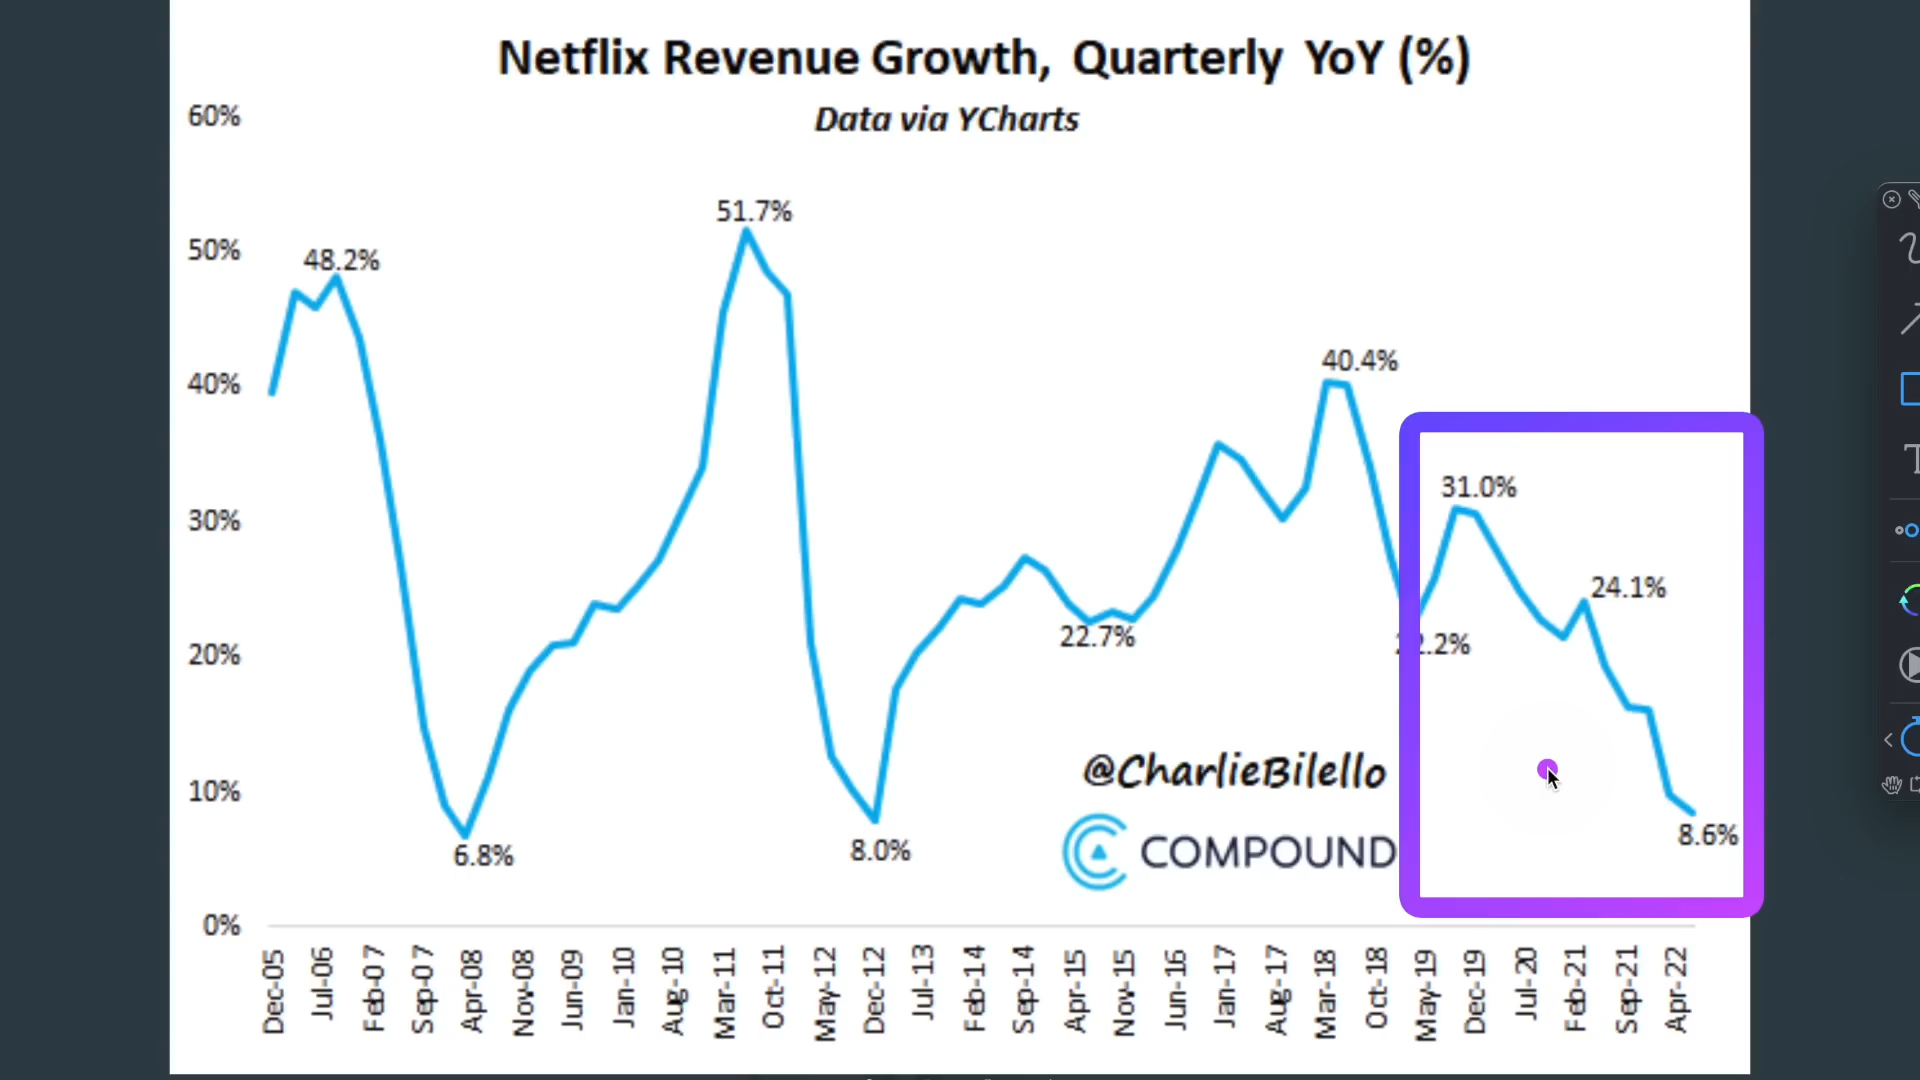 Netflix Revenue Growth, Quarterly YoY (%)
Data via YCharts
60%
50%
40%
30%
20%
10%
0%
48.2%
51.7%
40.4%
31.0%
24.1%
22.7%
2.2%
6.8%
8.0%
8.6%
@CharlieBilello
COMPOUND
Dec-05
Jul-06
Feb-07
Sep-07
Apr-08
Nov-08
Jun-09
Jan-10
Aug-10
Mar-11
Oct-11
May-12
Dec-12
Jul-13
Feb-14
Sep-14
Apr-15
Nov-15
Jun-16
Jan-17
Aug-17
Mar-18
Oct-18
May-19
Dec-19
Jul-20
Feb-21
Sep-21
Apr-22